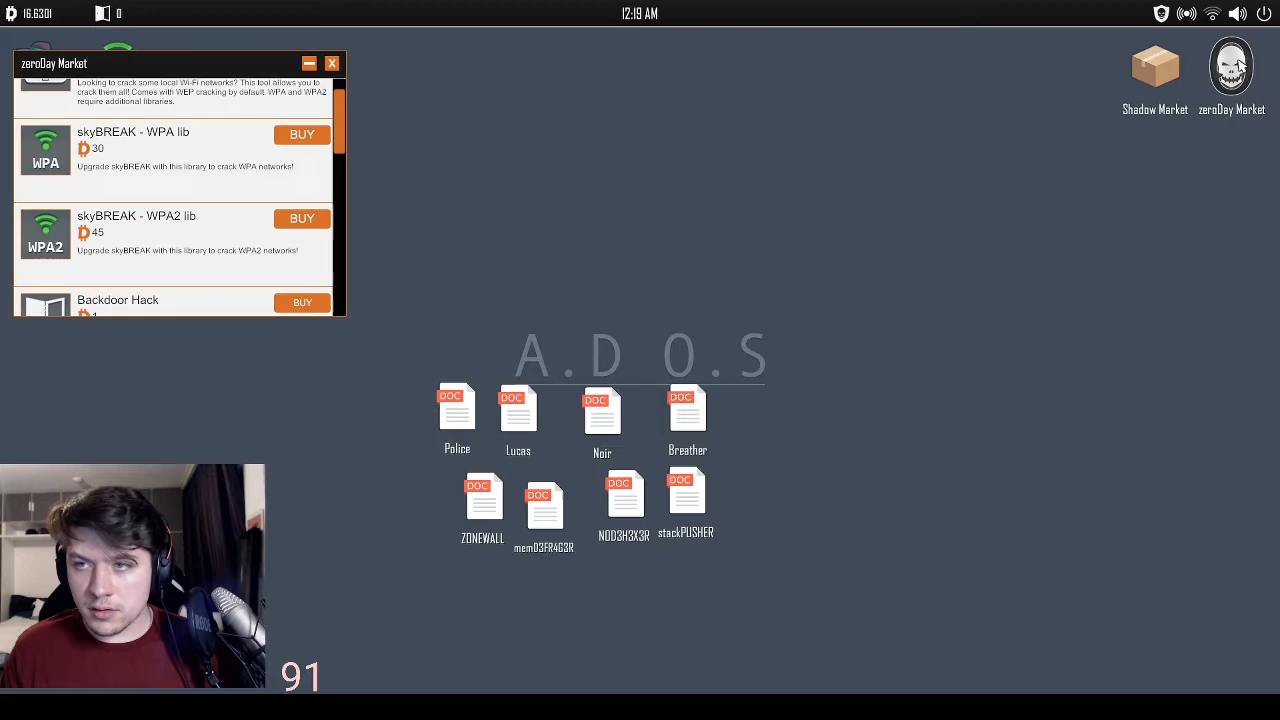 16.6301
0
12:19 AM
zeroDay Market
X
Looking to crack some local Wi-Fi networks? This tool allows you to
crack them all! Comes with WEP cracking by default. WPA and WPA2
require additional libraries.
skyBREAK - WPA lib
BUY
30
WPA
Upgrade skyBREAK with this library to crack WPA networks!
skyBREAK - WPA2 lib
BUY
45
WPA2
Upgrade skyBREAK with this library to crack WPA2 networks!
Backdoor Hack
BUY
Shadow Market
zeroDay Market
A.D O.S
DOC
DOC
DOC
DOC
Police
Lucas
Noir
Breather
DOC
DOC
DOC
DOC
ZONEWALL
memD3FR4G3R
NOD3H3X3R
stackPUSHER
RODE
91